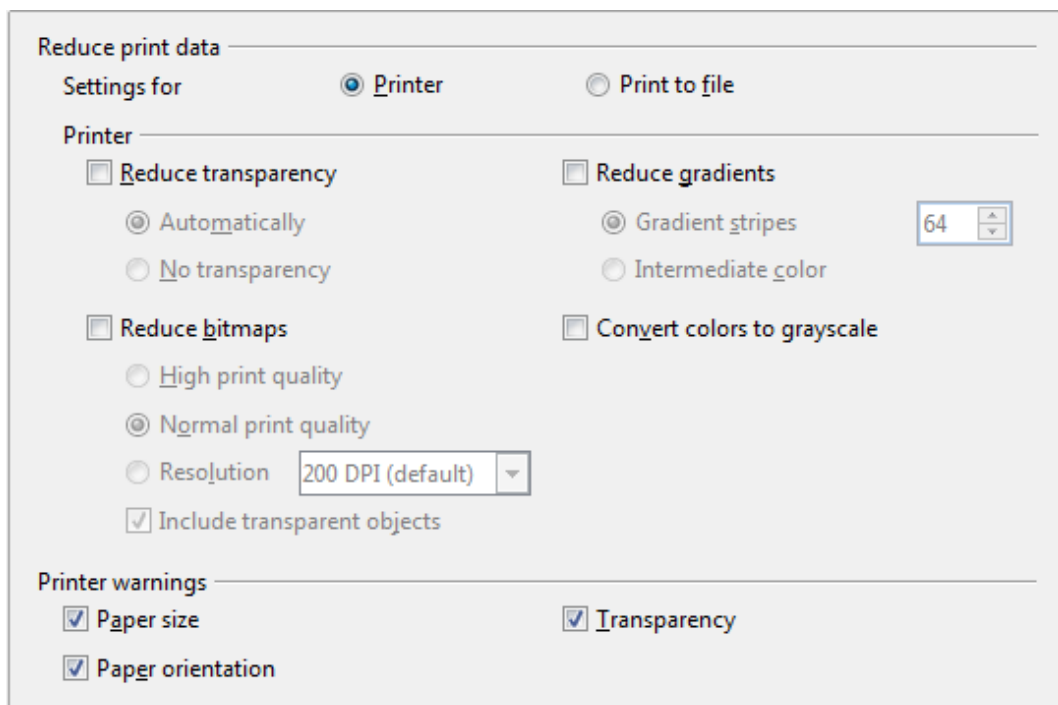 Reduce print data
Settings for Printer Print to file
Printer
Reduce transparency Reduce gradients
Automatically Gradient stripes 64
No transparency Intermediate color
Reduce bitmaps Convert colors to grayscale
High print quality
Normal print quality
Resolution 200 DPI (default)
Include transparent objects
Printer warnings
Paper size Transparency
Paper orientation